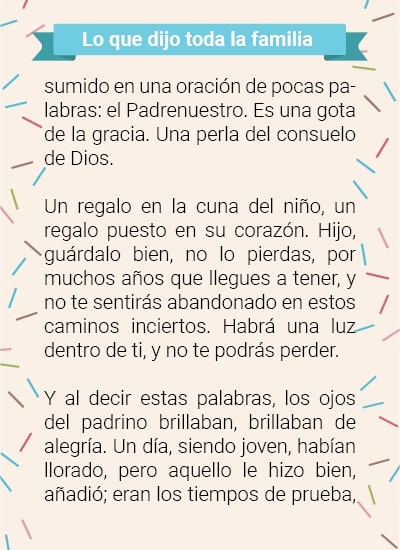 Lo que dijo toda la familia
sumido en una oración de pocas pa-
labras: el Padrenuestro. Es una gota
de la gracia. Una perla del consuelo
de Dios.
Un regalo en la cuna del niño, un
regalo puesto en su corazón. Hijo,
guárdalo bien, no lo pierdas, por
muchos años que llegues a tener, y
no te sentirás abandonado en estos
caminos inciertos. Habrá una luz
dentro de ti, y no te podrás perder.
Y al decir estas palabras, los ojos
del padrino brillaban, brillaban de
alegría. Un día, siendo joven, habían
llorado, pero aquello le hizo bien,
añadió; eran los tiempos de prueba,